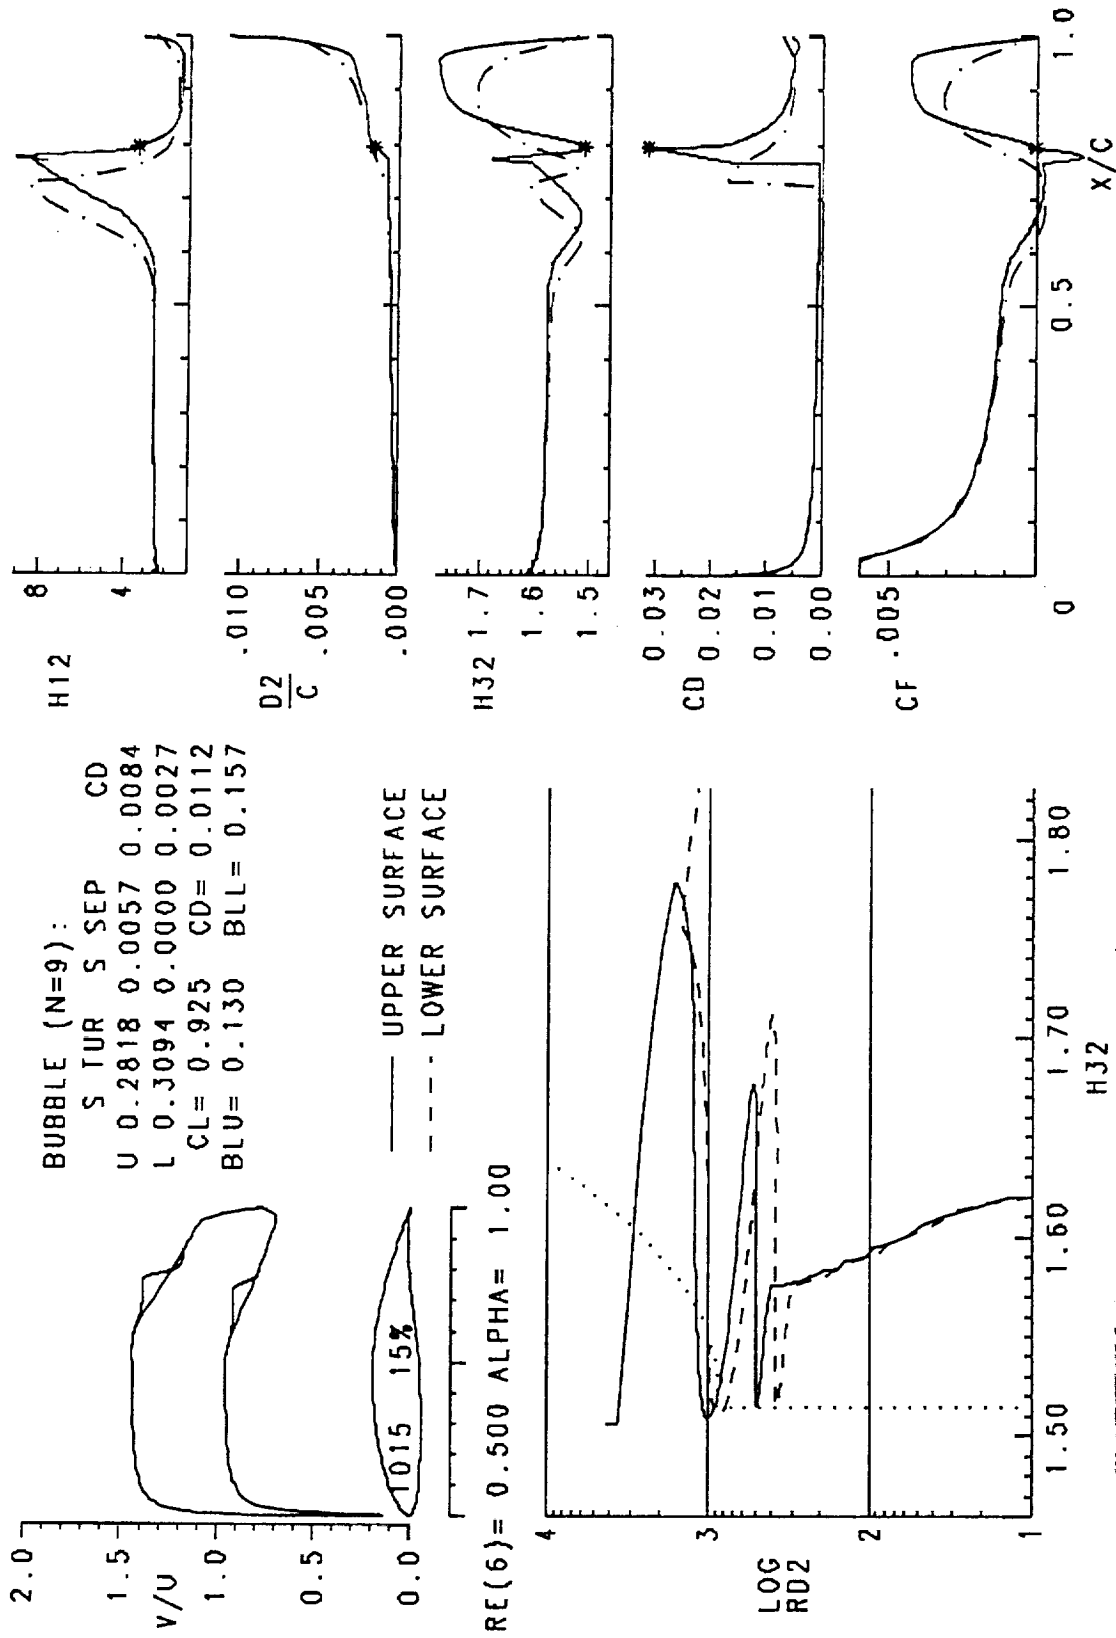 2.0
1.5
V/U
1.0
0.5
0.0
1015 15%
RE(6)= 0.500 ALPHA= 1.00
BUBBLE (N=9):
S TUR S SEP CD
U 0.2818 0.0057 0.0084
L 0.3094 0.0000 0.0027
CL= 0.925 CD= 0.0112
BLU= 0.130 BLL= 0.157
—— UPPER SURFACE
--- LOWER SURFACE
4
3
LOG
RD2
2
1
1.50
1.60
1.70
1.80
H32
H12
8
4
D2
C
.010
.005
.000
H32
1.7
1.6
1.5
CD
0.03
0.02
0.01
0.00
CF
.005
0
0.5
X/C
1.0